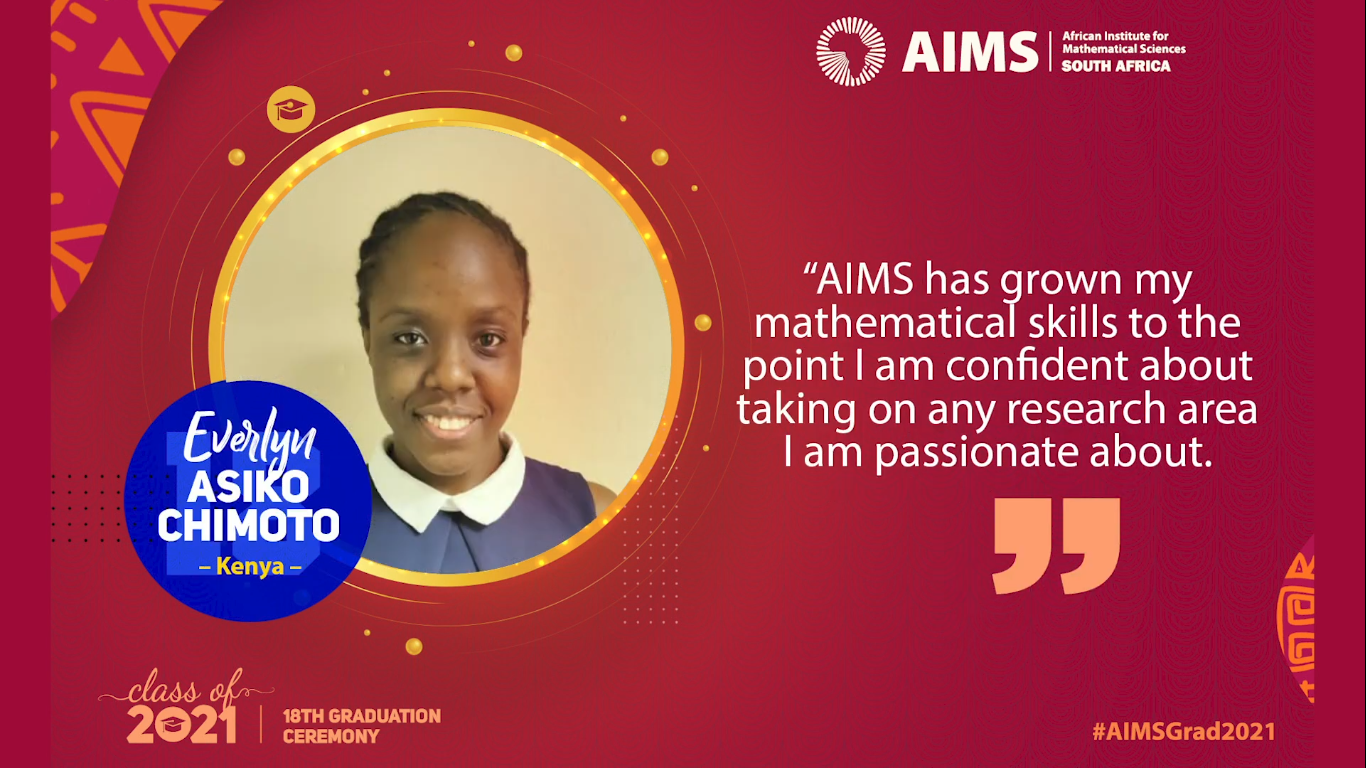 AIMS
African Institute for
Mathematical Sciences
SOUTH AFRICA
“AIMS has grown my
mathematical skills to the
point I am confident about
taking on any research area
I am passionate about.
”
Everlyn
ASIKO
CHIMOTO
– Kenya –
18
class of
2021
18TH GRADUATION
CEREMONY
#AIMSGrad2021